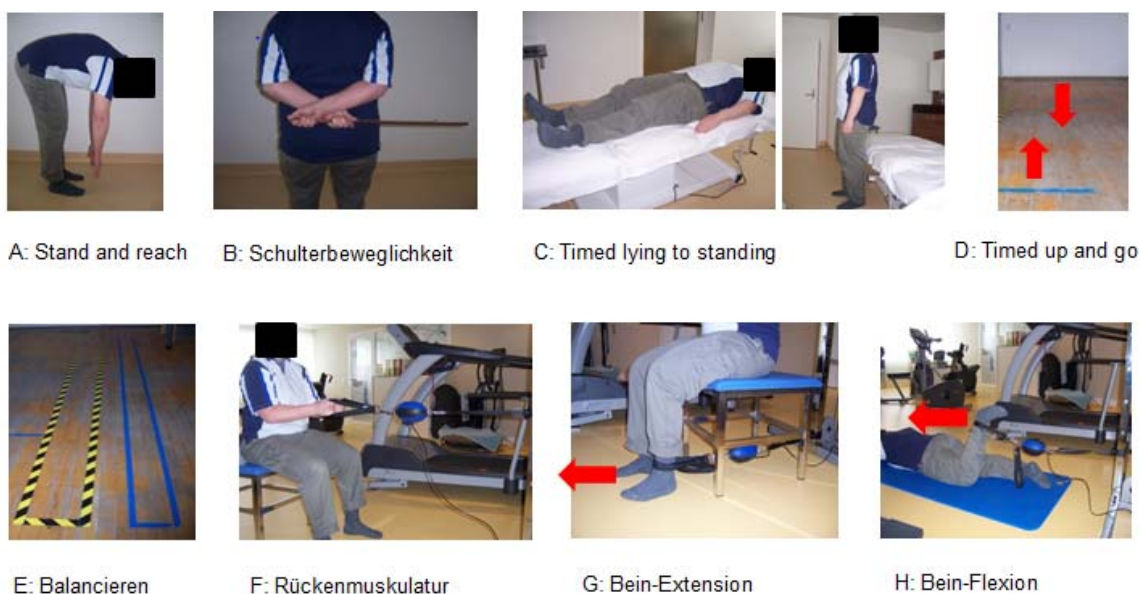 A: Stand and reach
B: Schulterbeweglichkeit
C: Timed lying to standing
D: Timed up and go
E: Balancieren
F: Rückenmuskulatur
G: Bein-Extension
H: Bein-Flexion